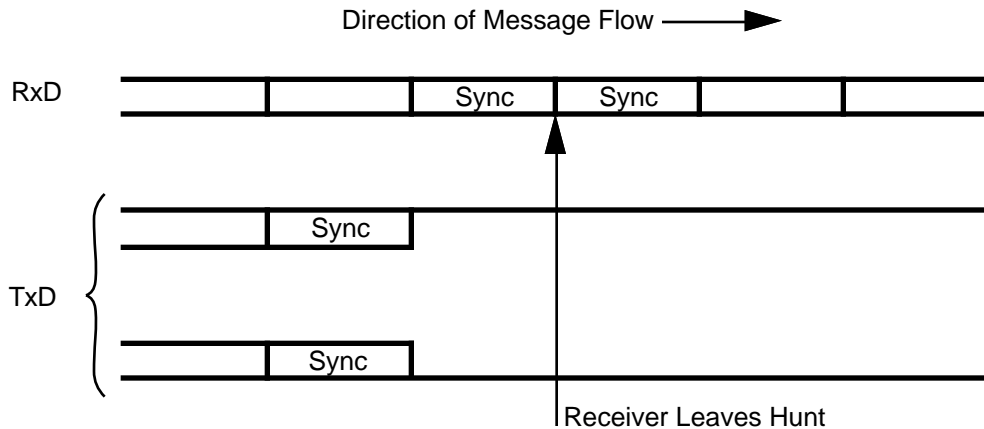 Direction of Message Flow
RxD
Sync
Sync
Sync
TxD
Sync
Receiver Leaves Hunt